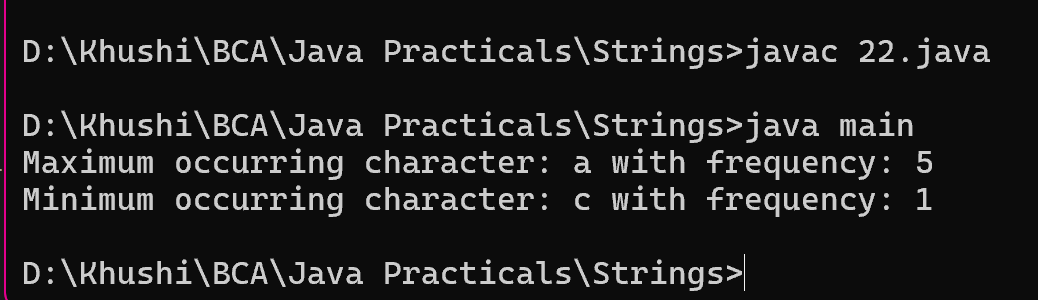 D:\Khushi\BCA\Java Practicals\Strings>javac 22.java
D:\Khushi\BCA\Java Practicals\Strings>java main
Maximum occurring character: a with frequency: 5
Minimum occurring character: c with frequency: 1
D:\Khushi\BCA\Java Practicals\Strings>